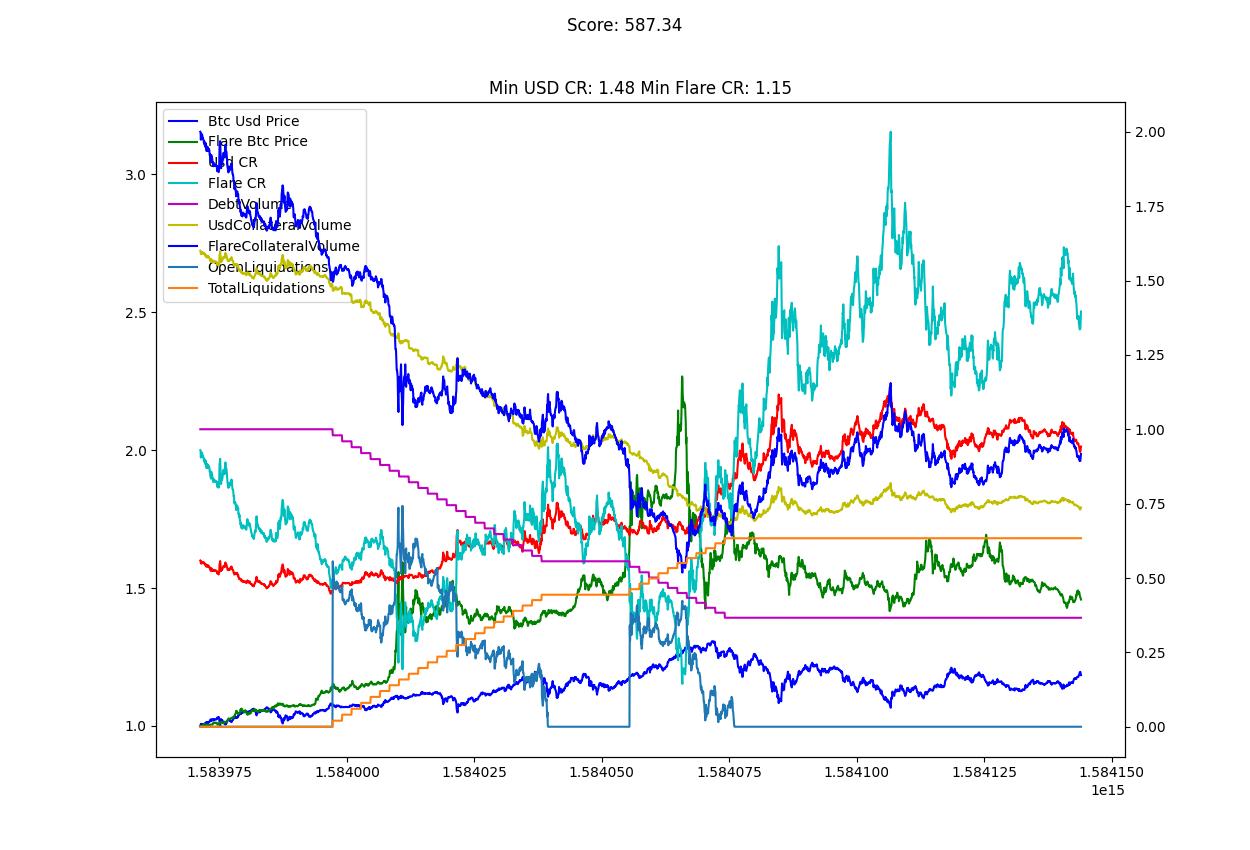 Score: 587.34
Min USD CR: 1.48 Min Flare CR: 1.15
Btc Usd Price
Flare Btc Price
Usd CR
Flare CR
DebtVolume
UsdCollateralVolume
FlareCollateralVolume
OpenLiquidations
TotalLiquidations
3.0
2.5
2.0
1.5
1.0
2.00
1.75
1.50
1.25
1.00
0.75
0.50
0.25
0.00
1.583975 1.584000 1.584025 1.584050 1.584075 1.584100 1.584125 1.584150
1e15